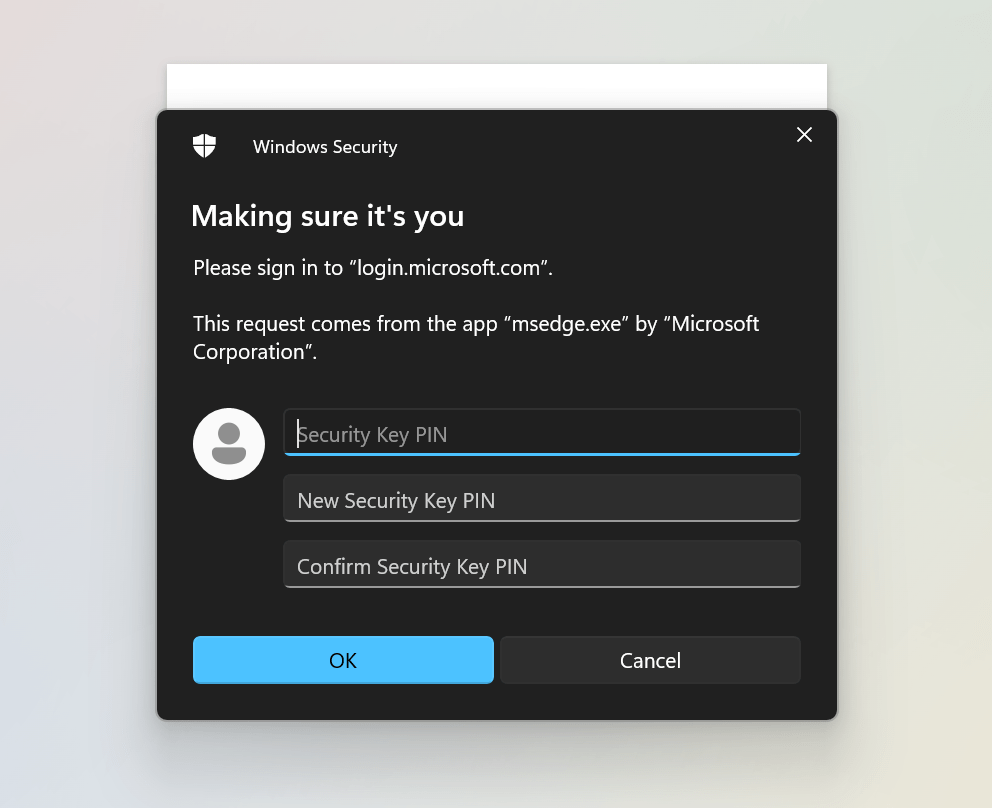 Windows Security
Making sure it's you
Please sign in to “login.microsoft.com”.
This request comes from the app “msedge.exe” by “Microsoft
Corporation”.
Security Key PIN
New Security Key PIN
Confirm Security Key PIN
OK
Cancel